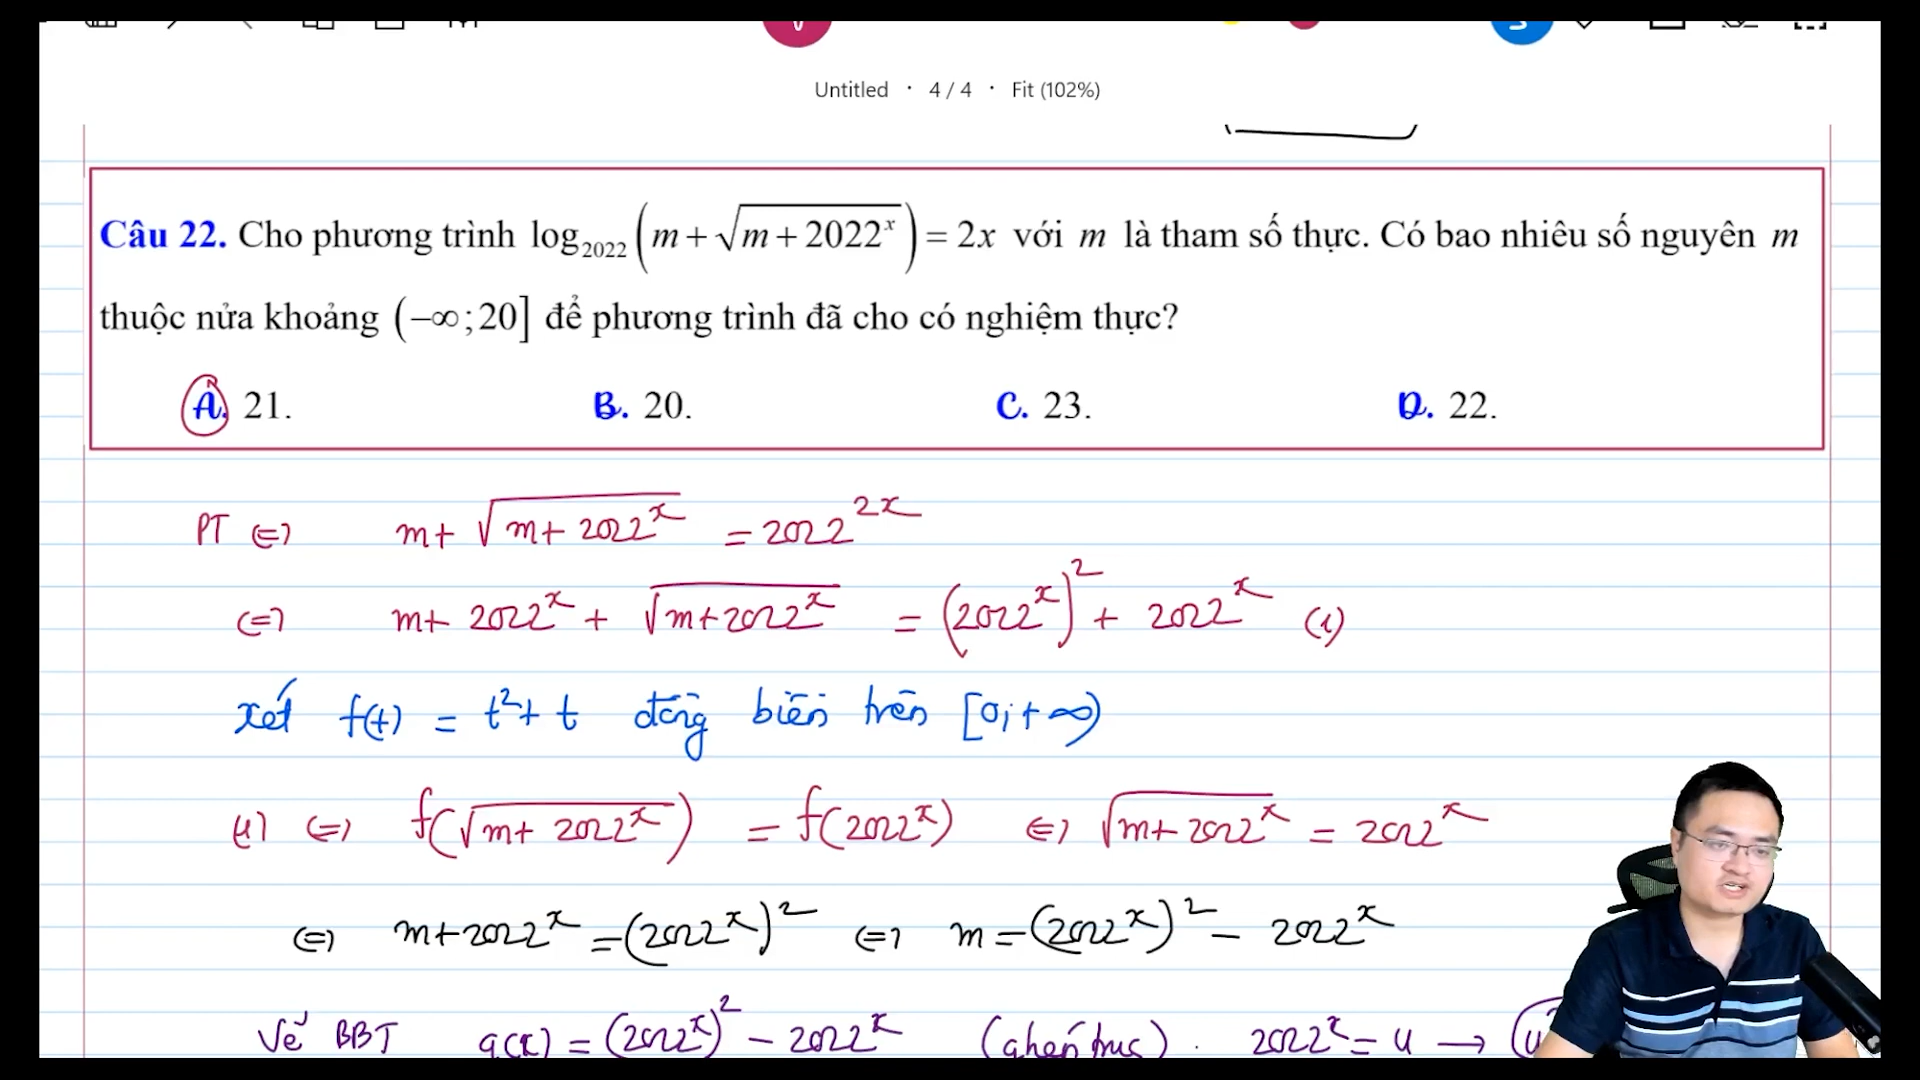 Untitled · 4 / 4 · Fit (102%)
Câu 22. Cho phương trình log₂₀₂₂(m + √(m + 2022ˣ)) = 2x với m là tham số thực. Có bao nhiêu số nguyên m
thuộc nửa khoảng (−∞;20] để phương trình đã cho có nghiệm thực?
A. 21. B. 20. C. 23. D. 22.
PT ⇔ m + √(m + 2022ˣ) = 2022²ˣ
⇔ m + 2022ˣ + √(m + 2022ˣ) = (2022ˣ)² + 2022ˣ (1)
xét f(t) = t² + t đồng biến trên [0; +∞)
(1) ⇔ f(√(m + 2022ˣ)) = f(2022ˣ) ⇔ √(m + 2022ˣ) = 2022ˣ
⇔ m + 2022ˣ = (2022ˣ)² ⇔ m = (2022ˣ)² − 2022ˣ
Vẽ BBT g(x) = (2022ˣ)² − 2022ˣ (ghép trục). 2022ˣ = u →